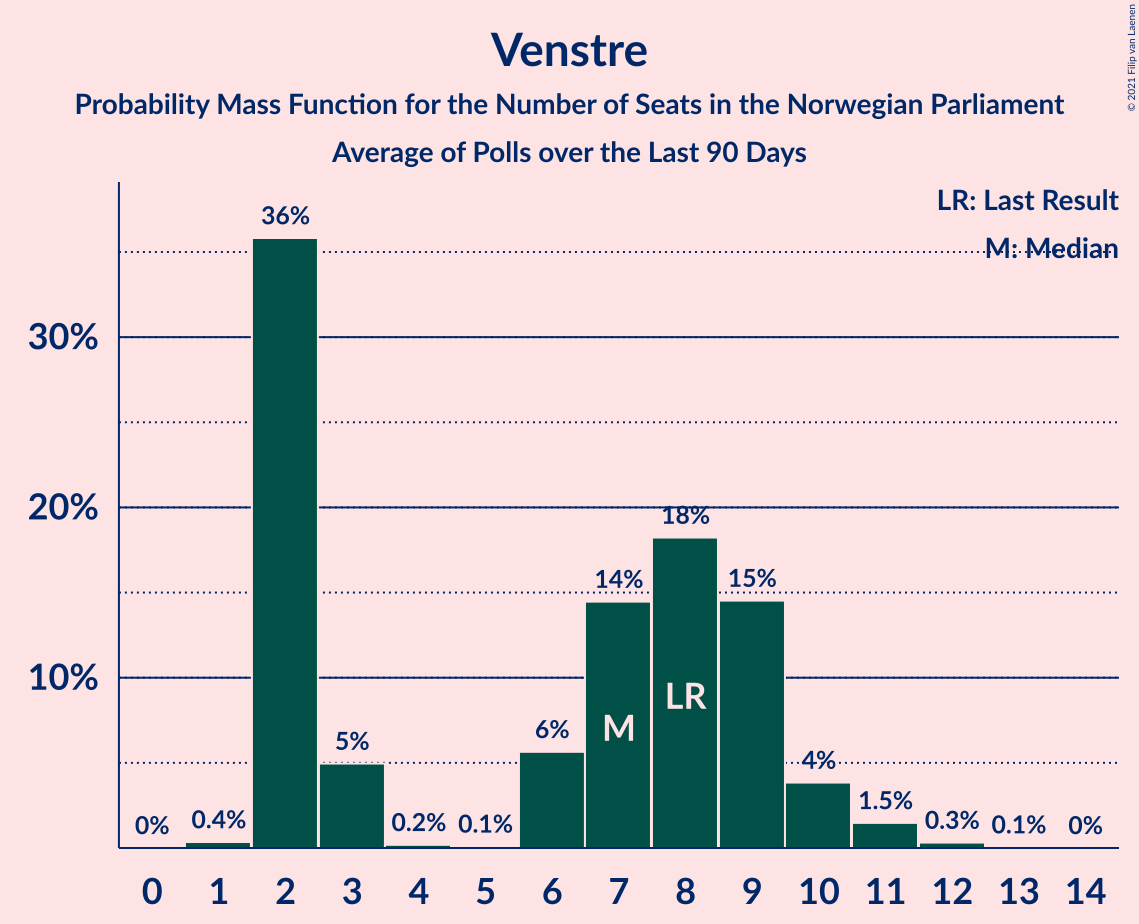 Venstre
Probability Mass Function for the Number of Seats in the Norwegian Parliament
Average of Polls over the Last 90 Days
© 2021 Filip van Laenen
LR: Last Result
M: Median
30%
20%
10%
0%
0.4%
36%
5%
0.2%
0.1%
6%
14%
18%
15%
4%
1.5%
0.3%
0.1%
0%
M
LR
0 1 2 3 4 5 6 7 8 9 10 11 12 13 14